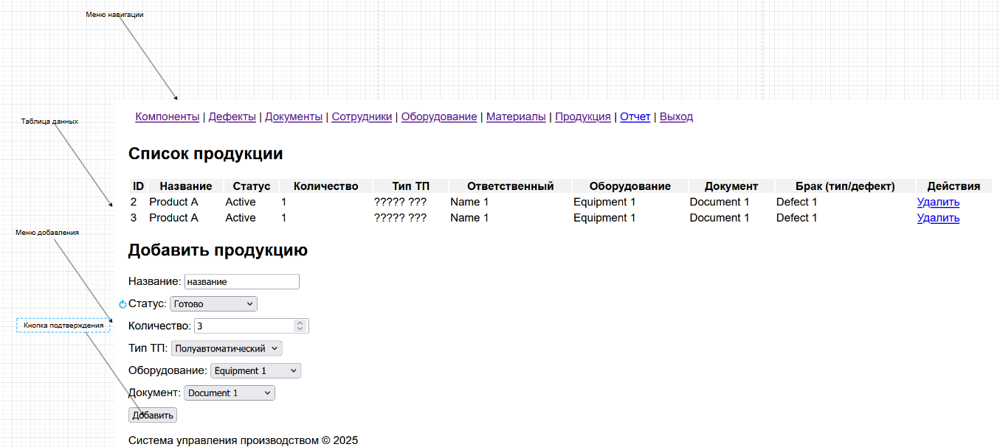 Меню навигации
Компоненты | Дефекты | Документы | Сотрудники | Оборудование | Материалы | Продукция | Отчет | Выход
Таблица данных
Список продукции
ID Название Статус Количество Тип ТП Ответственный Оборудование Документ Брак (тип/дефект) Действия
2 Product A Active 1 ????? ??? Name 1 Equipment 1 Document 1 Defect 1 Удалить
3 Product A Active 1 ????? ??? Name 1 Equipment 1 Document 1 Defect 1 Удалить
Меню добавления
Добавить продукцию
Название: название
Статус: Готово
Кнопка подтверждения
Количество: 3
Тип ТП: Полуавтоматический
Оборудование: Equipment 1
Документ: Document 1
Добавить
Система управления производством © 2025